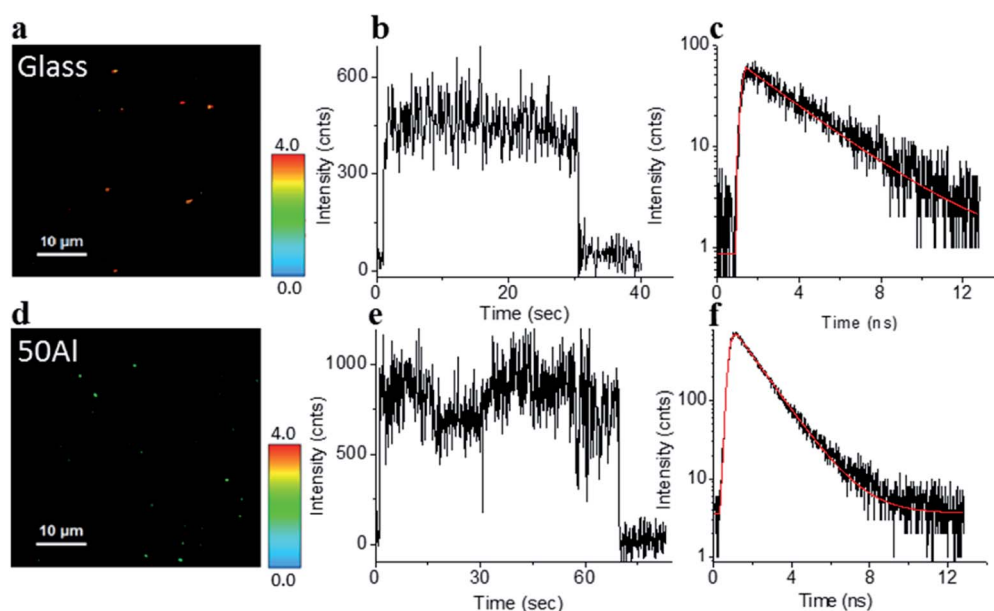 a
Glass
10 µm
4.0
0.0
b
Intensity (cnts)
600
400
200
0
0 20 40
Time (sec)
c
Intensity (cnts)
100
10
1
0 4 8 12
Time (ns)
d
50Al
10 µm
4.0
0.0
e
Intensity (cnts)
1000
500
0
0 30 60
Time (sec)
f
Intensity (cnts)
100
10
1
0 4 8 12
Time (ns)